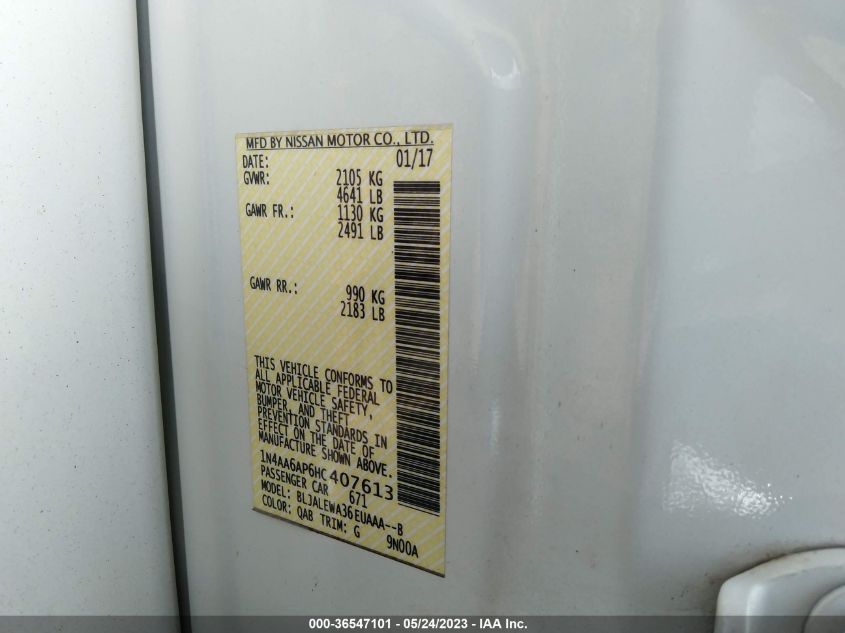 MFD BY NISSAN MOTOR CO., LTD.
DATE: 01/17
GVWR: 2105 KG
4641 LB
GAWR FR.: 1130 KG
2491 LB
GAWR RR.: 990 KG
2183 LB
THIS VEHICLE CONFORMS TO
ALL APPLICABLE FEDERAL
MOTOR VEHICLE SAFETY,
BUMPER, AND THEFT
PREVENTION STANDARDS IN
EFFECT ON THE DATE OF
MANUFACTURE SHOWN ABOVE.
1N4AA6AP6HC407613
PASSENGER CAR 671
MODEL: BLJALEWA36EUAAA--B
COLOR: QAB TRIM: G 9N00A
000-36547101 - 05/24/2023 - IAA Inc.